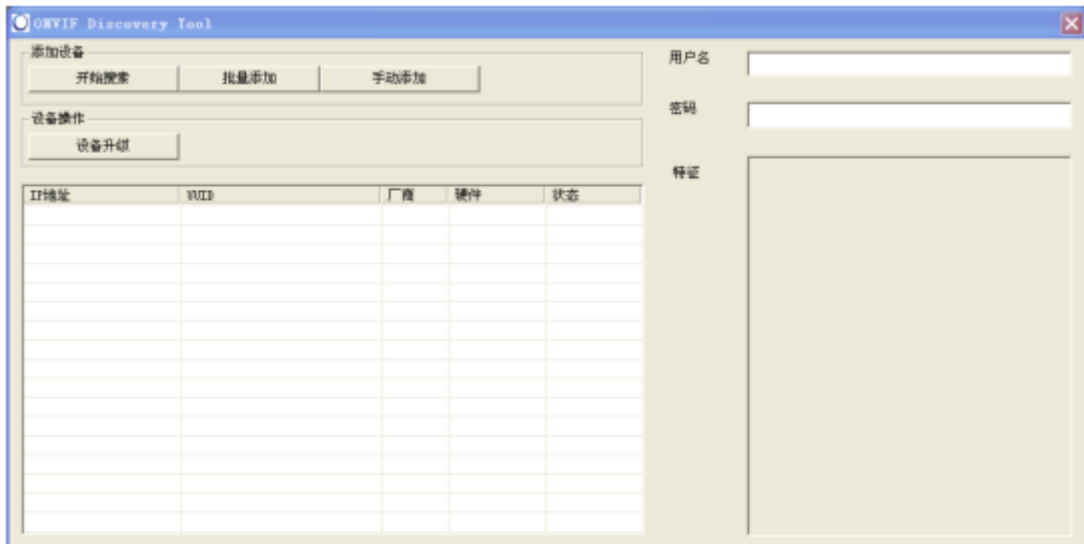 ONVIF Discovery Tool
添加设备
开始搜索 批量添加 手动添加
设备操作
设备升级
IP地址 UUID 厂商 硬件 状态
用户名
密码
特征